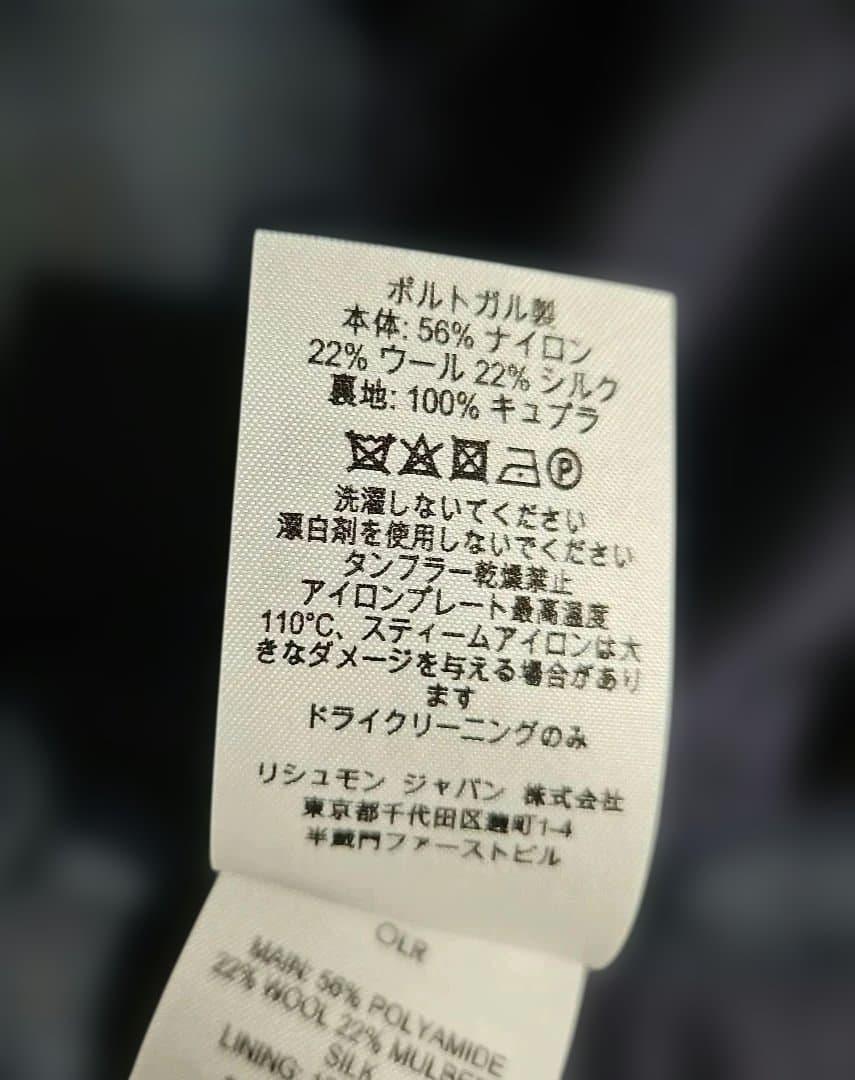 ポルトガル製
本体: 56% ナイロン
22% ウール 22% シルク
裏地: 100% キュプラ
P
洗濯しないでください
漂白剤を使用しないでください
タンブラー乾燥禁止
アイロンプレート最高温度
110°C、スティームアイロンは大
きなダメージを与える場合があり
ます
ドライクリーニングのみ
リシュモン ジャパン 株式会社
東京都千代田区麹町1-4
半蔵門ファーストビル
OLR
MAIN: 56% POLYAMIDE
22% WOOL 22%
SILK
LINING: